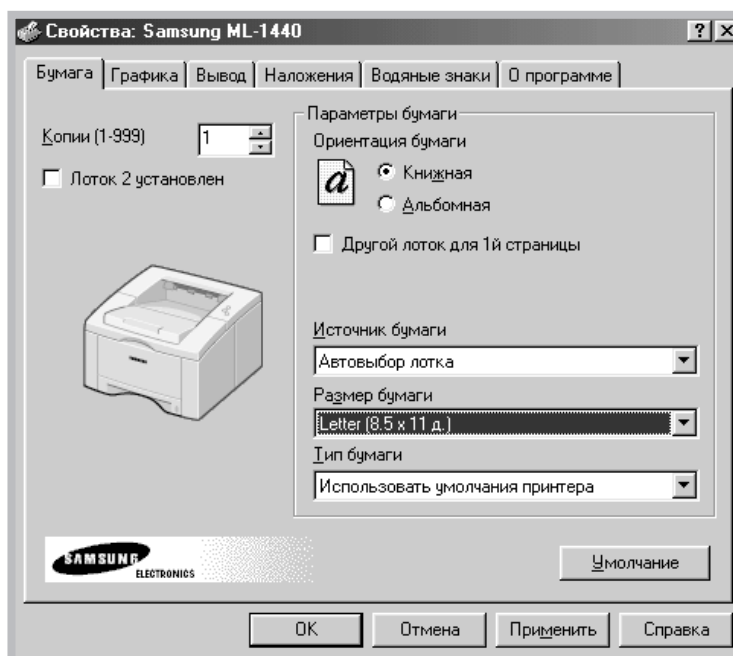 Свойства: Samsung ML-1440
Бумага Графика Вывод Наложения Водяные знаки О программе
Копии (1-999) 1
Лоток 2 установлен
Параметры бумаги
Ориентация бумаги
a
Книжная
Альбомная
Другой лоток для 1й страницы
Источник бумаги
Автовыбор лотка
Размер бумаги
Letter (8.5 x 11 д.)
Тип бумаги
Использовать умолчания принтера
SAMSUNG
ELECTRONICS
Умолчание
OK Отмена Применить Справка